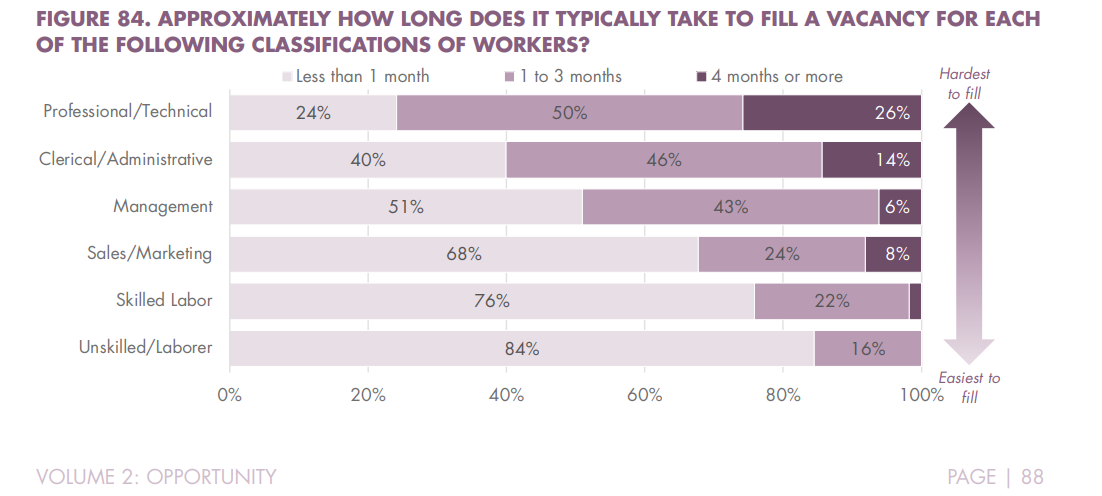 FIGURE 84. APPROXIMATELY HOW LONG DOES IT TYPICALLY TAKE TO FILL A VACANCY FOR EACH
OF THE FOLLOWING CLASSIFICATIONS OF WORKERS?
Less than 1 month 1 to 3 months 4 months or more
Hardest
to fill
Professional/Technical 24% 50% 26%
Clerical/Administrative 40% 46% 14%
Management 51% 43% 6%
Sales/Marketing 68% 24% 8%
Skilled Labor 76% 22%
Unskilled/Laborer 84% 16%
0% 20% 40% 60% 80% 100%
Easiest to
fill
VOLUME 2: OPPORTUNITY PAGE | 88